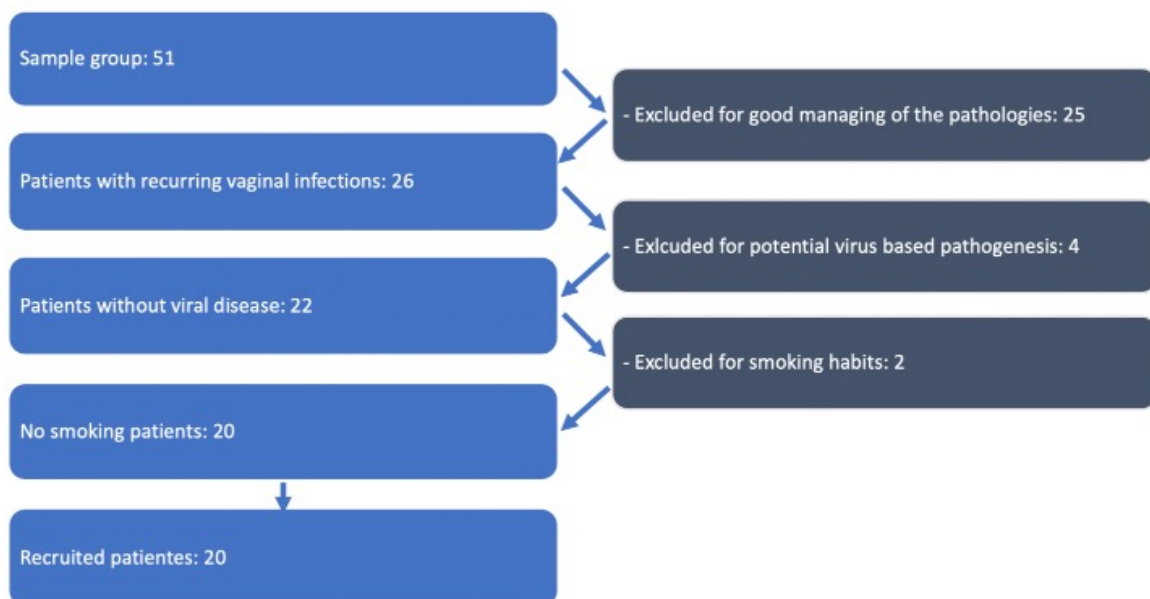 Sample group: 51
- Excluded for good managing of the pathologies: 25
Patients with recurring vaginal infections: 26
- Exlcuded for potential virus based pathogenesis: 4
Patients without viral disease: 22
- Excluded for smoking habits: 2
No smoking patients: 20
Recruited patientes: 20